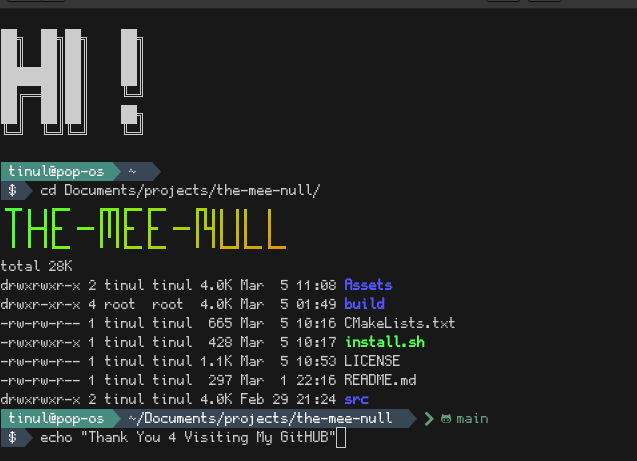 HI !
tinul@pop-os ~
$ cd Documents/projects/the-mee-null/
THE-MEE-NULL
total 28K
drwxrwxr-x 2 tinul tinul 4.0K Mar 5 11:08 Assets
drwxr-xr-x 4 root root 4.0K Mar 5 01:49 build
-rw-rw-r-- 1 tinul tinul 665 Mar 5 10:16 CMakeLists.txt
-rwxrwxr-x 1 tinul tinul 428 Mar 5 10:17 install.sh
-rw-rw-r-- 1 tinul tinul 1.1K Mar 5 10:53 LICENSE
-rw-rw-r-- 1 tinul tinul 297 Mar 1 22:16 README.md
drwxrwxr-x 2 tinul tinul 4.0K Feb 29 21:24 src
tinul@pop-os ~/Documents/projects/the-mee-null main
$ echo "Thank You 4 Visiting My GitHUB"